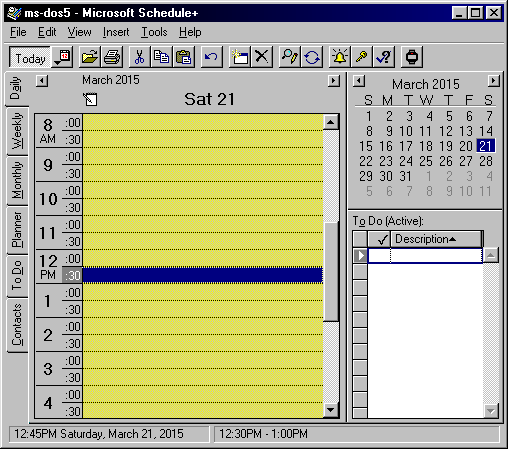 ms-dos5 - Microsoft Schedule+
File Edit View Insert Tools Help
Today
Daily
Weekly
Monthly
Planner
To Do
Contacts
March 2015
Sat 21
8 AM :00
:30
9 :00
:30
10 :00
:30
11 :00
:30
12 PM :00
:30
1 :00
:30
2 :00
:30
3 :00
:30
4 :00
:30
March 2015
S M T W T F S
1 2 3 4 5 6 7
8 9 10 11 12 13 14
15 16 17 18 19 20 21
22 23 24 25 26 27 28
29 30 31 1 2 3 4
5 6 7 8 9 10 11
To Do (Active):
Description
12:45PM Saturday, March 21, 2015
12:30PM - 1:00PM